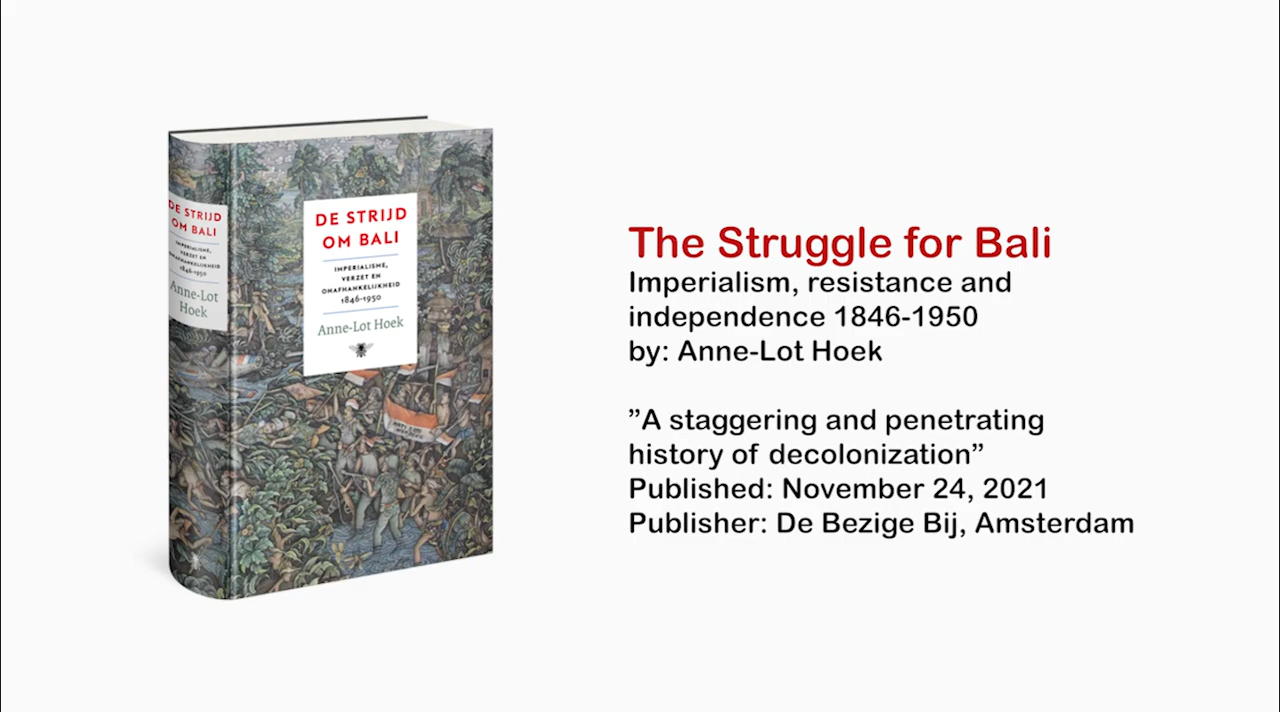 DE STRIJD
OM BALI
IMPERIALISME,
VERZET EN
ONAFHANKELIJKHEID
1846-1950
Anne-Lot
Hoek
DE STRIJD
OM BALI
IMPERIALISME,
VERZET EN
ONAFHANKELIJKHEID
1846-1950
Anne-Lot Hoek
The Struggle for Bali
Imperialism, resistance and
independence 1846-1950
by: Anne-Lot Hoek
”A staggering and penetrating
history of decolonization”
Published: November 24, 2021
Publisher: De Bezige Bij, Amsterdam